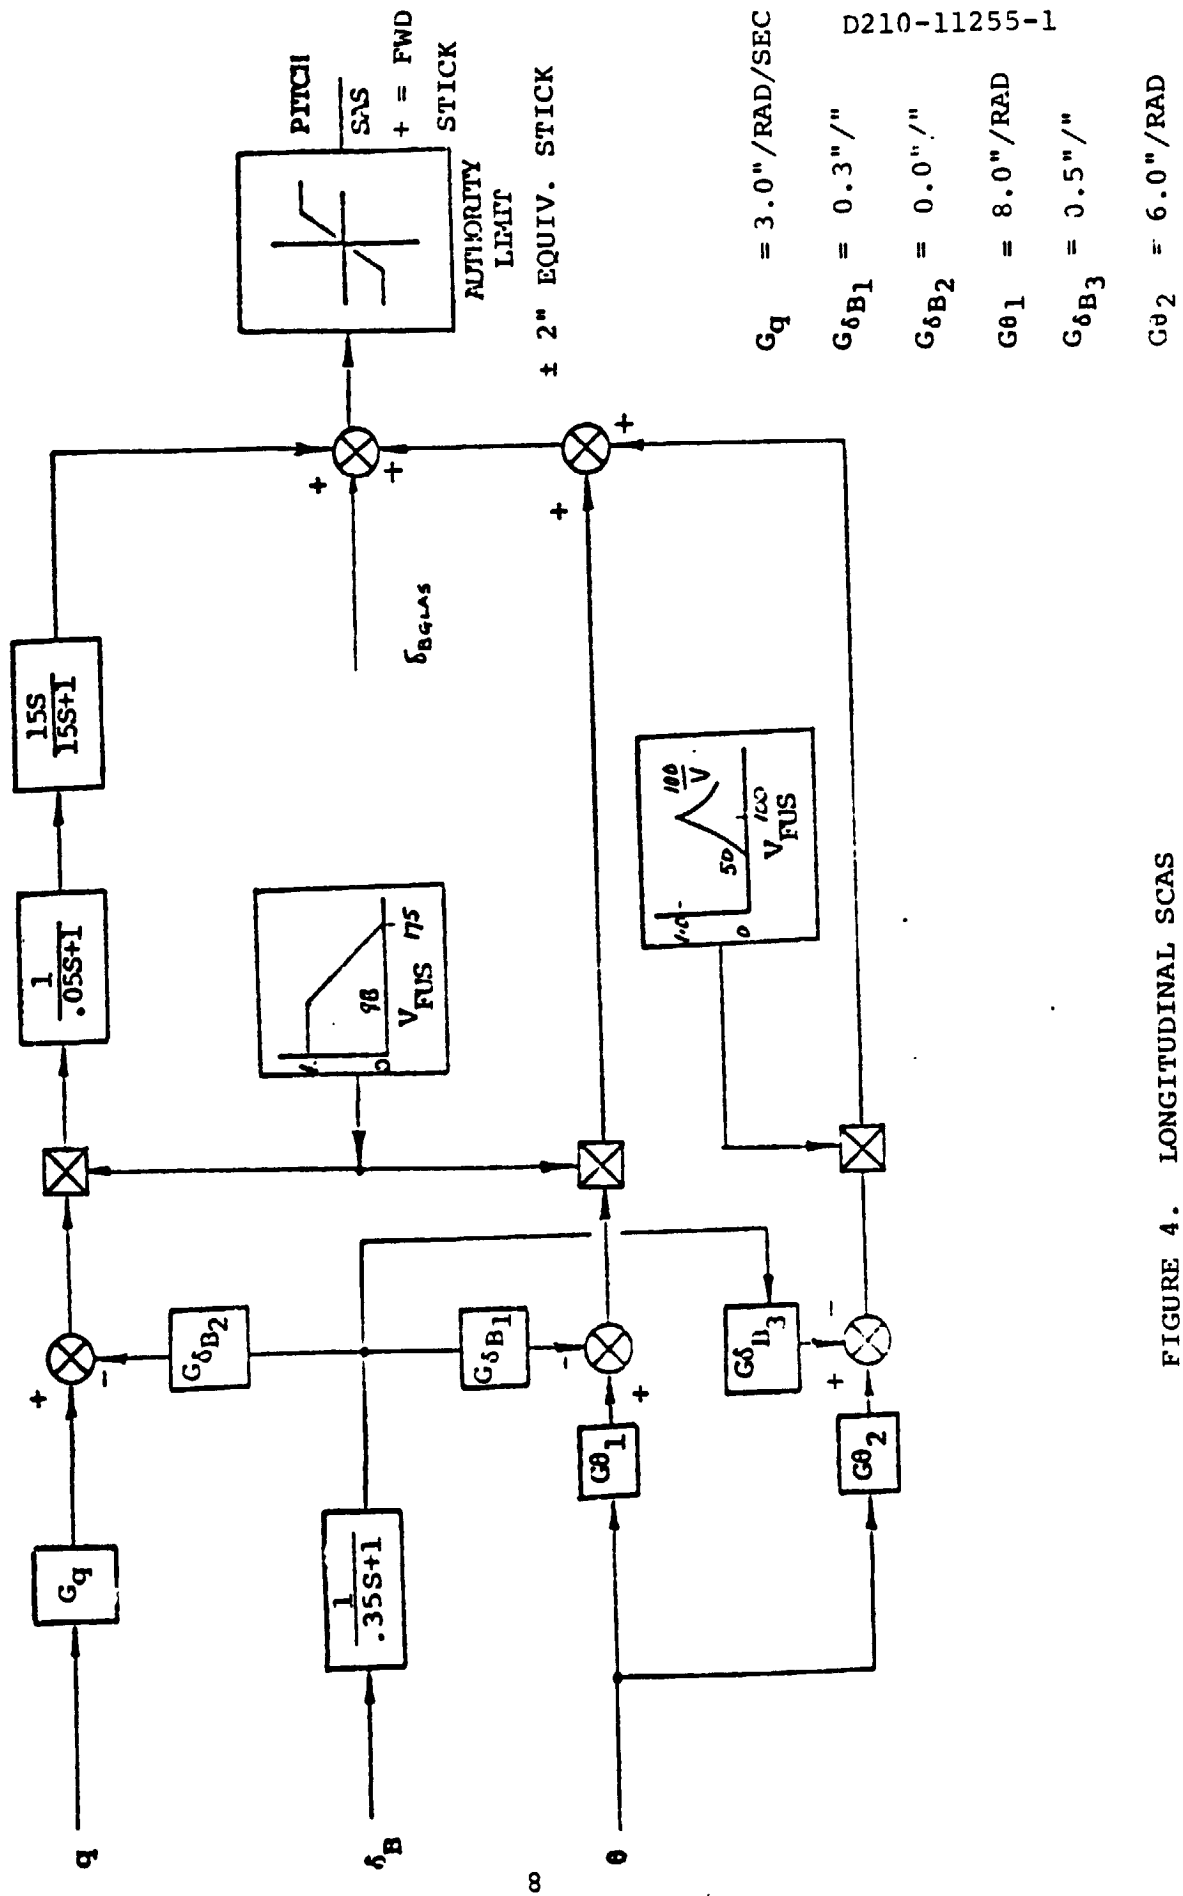 D210-11255-1
q
Gq
+
-
GδB2
1
.05S+1
15S
15S+1
δB
1
.35S+1
1.
0
98
175
VFUS
δBGLAS
+
+
PITCH
SAS
+ = FWD
STICK
AUTHORITY
LIMIT
± 2" EQUIV. STICK
GδB1
-
+
θ
Gθ1
+
+
GδB3
-
+
Gθ2
1.0
0
50
100
100
V
VFUS
Gq = 3.0"/RAD/SEC
GδB1 = 0.3"/"
GδB2 = 0.0"/"
Gθ1 = 8.0"/RAD
GδB3 = 0.5"/"
Gθ2 = 6.0"/RAD
FIGURE 4. LONGITUDINAL SCAS
8